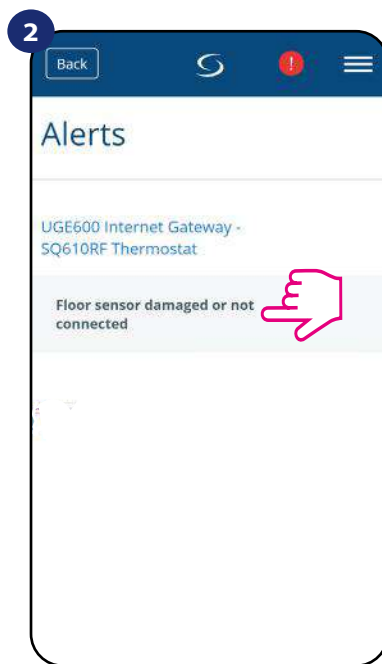 2
Back
!
Alerts
UGE600 Internet Gateway -
SQ610RF Thermostat
Floor sensor damaged or not
connected